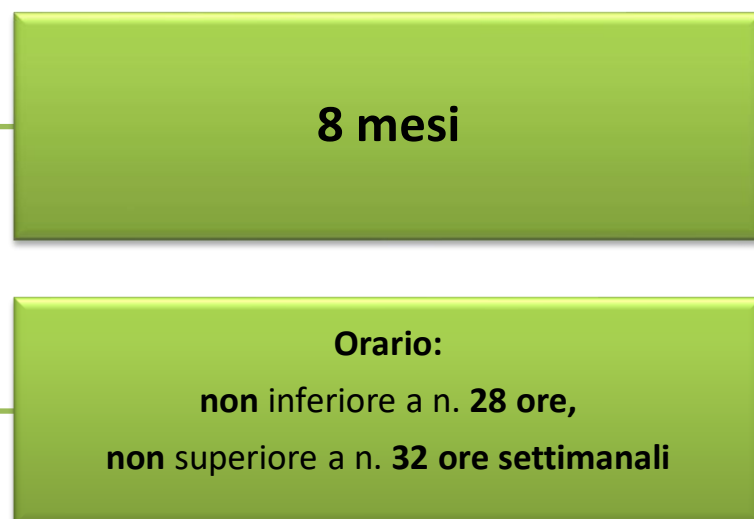 8 mesi
Orario:
non inferiore a n. 28 ore,
non superiore a n. 32 ore settimanali